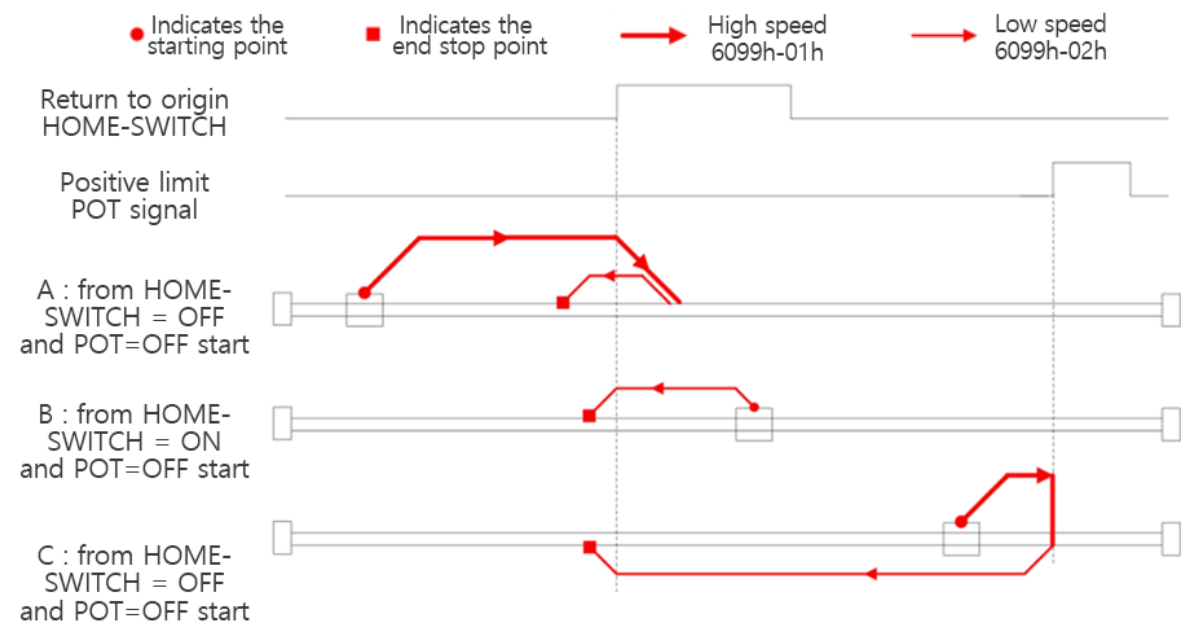 Indicates the
starting point
Indicates the
end stop point
High speed
6099h-01h
Low speed
6099h-02h
Return to origin
HOME-SWITCH
Positive limit
POT signal
A : from HOME-
SWITCH = OFF
and POT=OFF start
B : from HOME-
SWITCH = ON
and POT=OFF start
C : from HOME-
SWITCH = OFF
and POT=OFF start